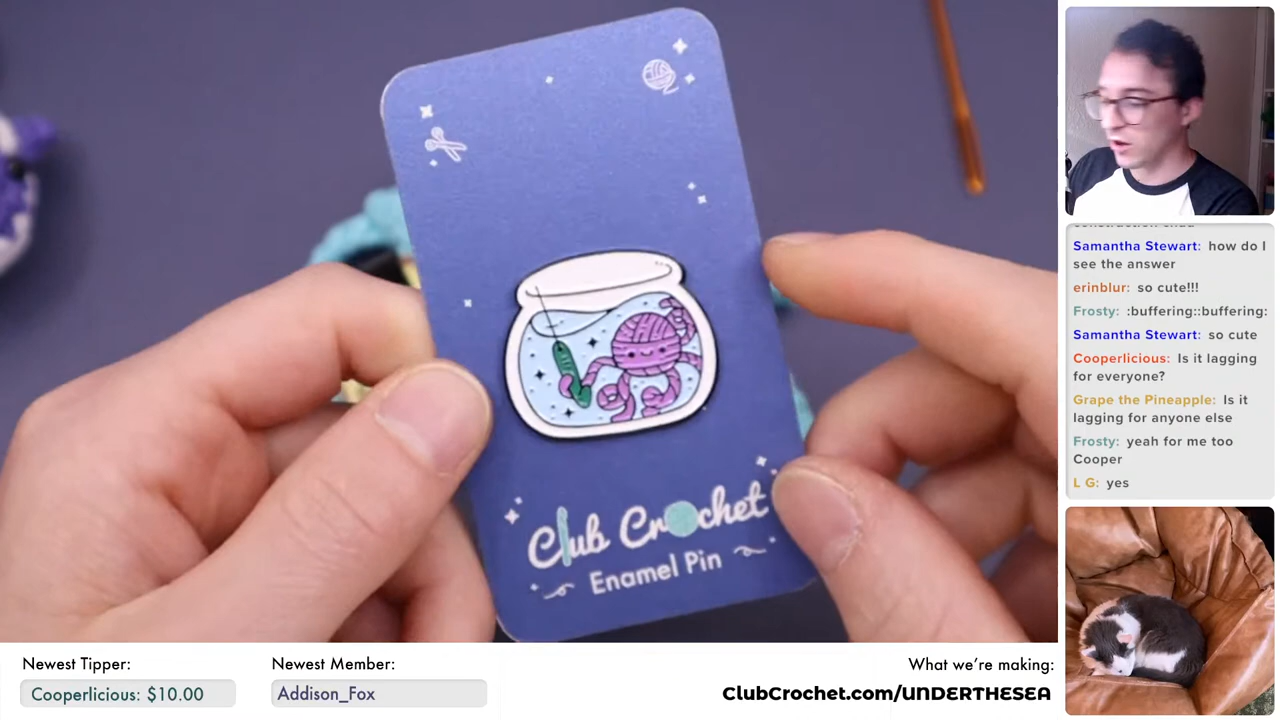 Club Crochet
Enamel Pin
Samantha Stewart: how do I
see the answer
erinblur: so cute!!!
Frosty: :buffering::buffering:
Samantha Stewart: so cute
Cooperlicious: Is it lagging
for everyone?
Grape the Pineapple: Is it
lagging for anyone else
Frosty: yeah for me too
Cooper
L G: yes
Newest Tipper:
Cooperlicious: $10.00
Newest Member:
Addison_Fox
What we're making:
ClubCrochet.com/UNDERTHESEA